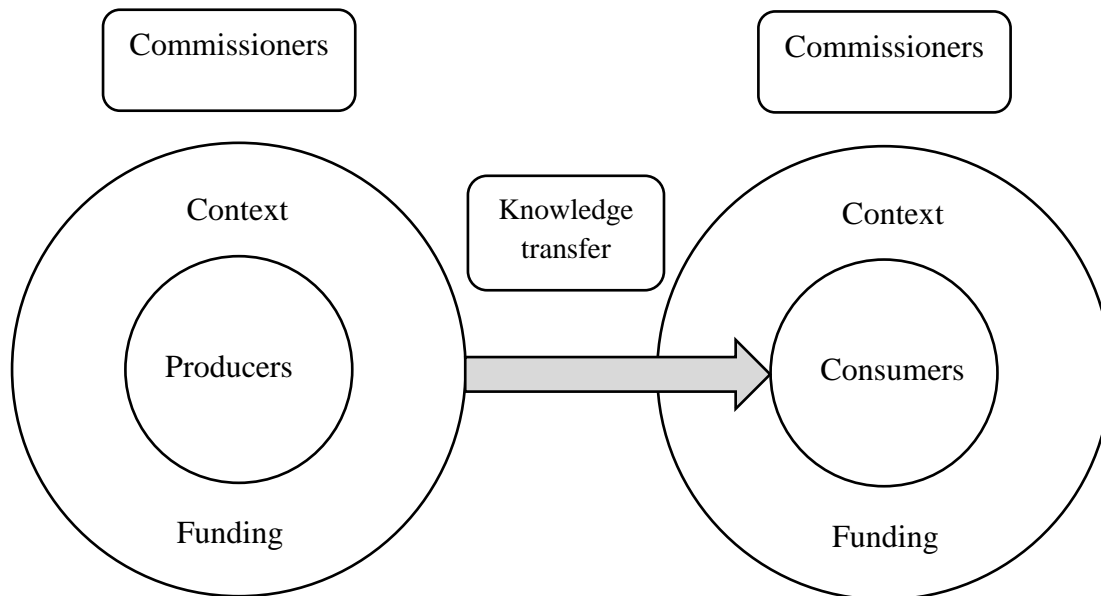 Commissioners
Commissioners
Context
Knowledge
transfer
Context
Producers
Consumers
Funding
Funding